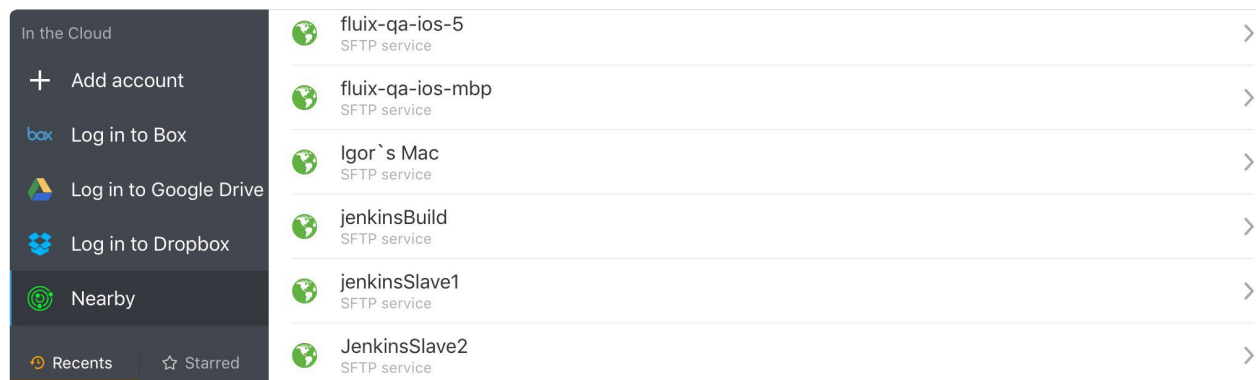 In the Cloud
Add account
box Log in to Box
Log in to Google Drive
Log in to Dropbox
Nearby
Recents
Starred
fluix-qa-ios-5
SFTP service
fluix-qa-ios-mbp
SFTP service
Igor`s Mac
SFTP service
jenkinsBuild
SFTP service
jenkinsSlave1
SFTP service
JenkinsSlave2
SFTP service